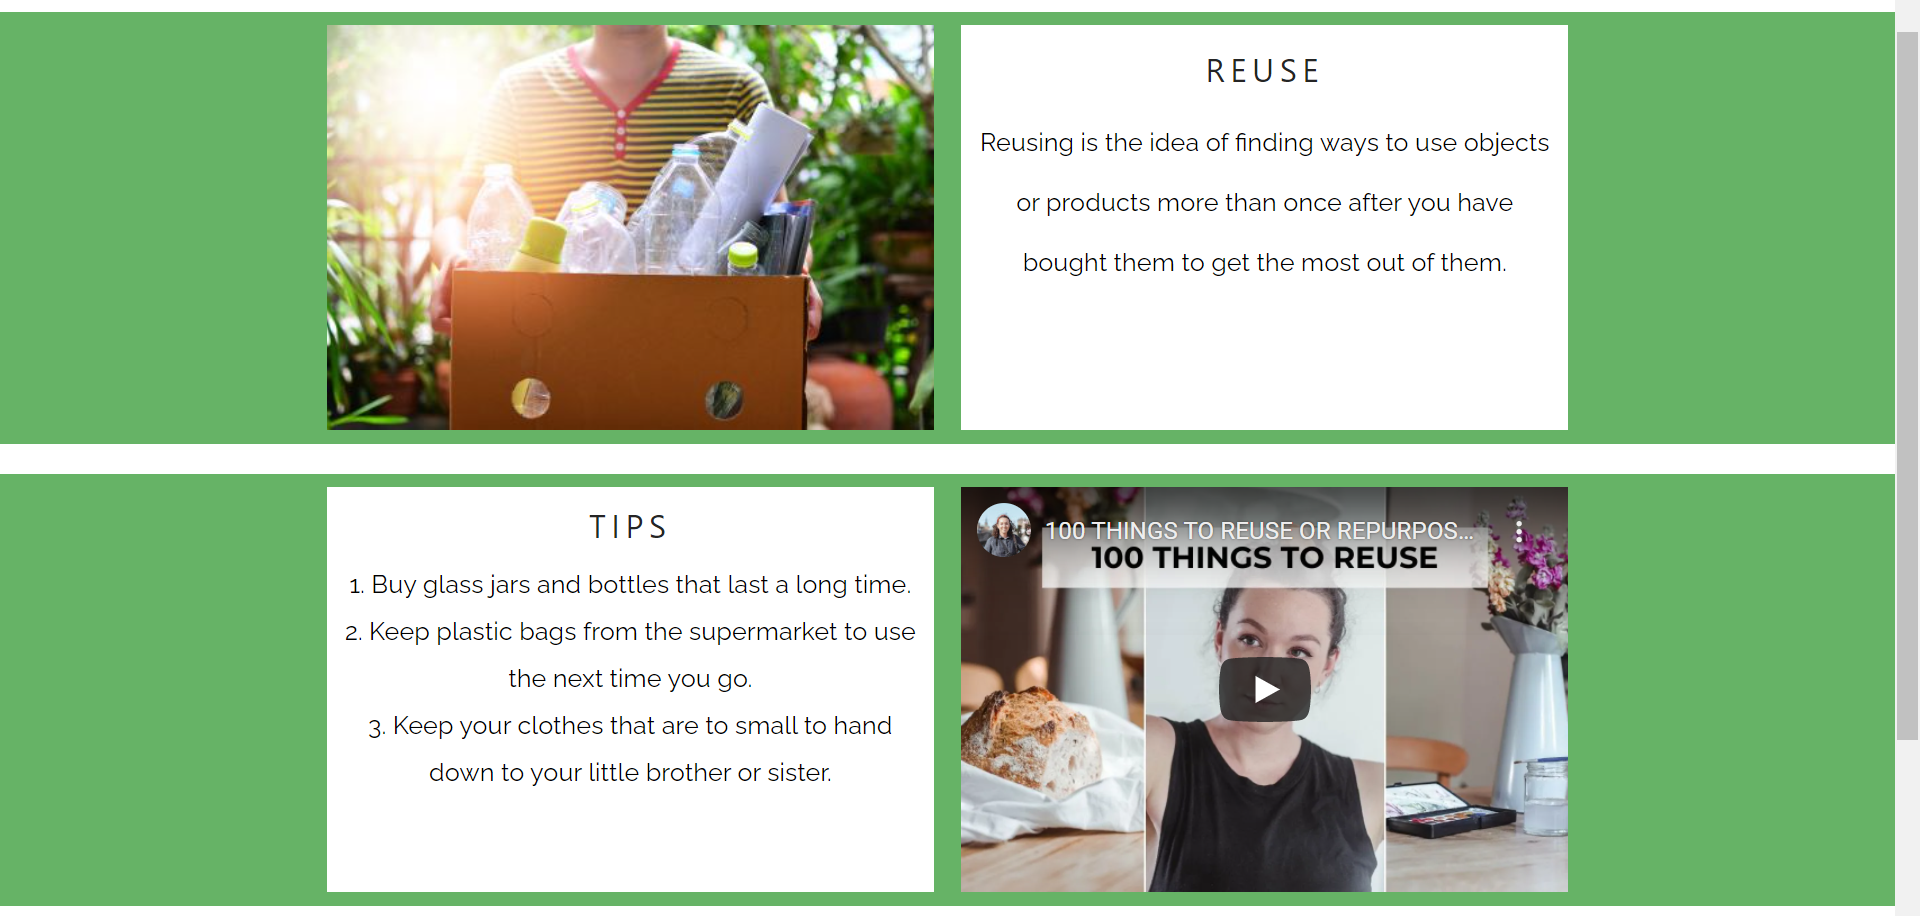 REUSE
Reusing is the idea of finding ways to use objects
or products more than once after you have
bought them to get the most out of them.
TIPS
1. Buy glass jars and bottles that last a long time.
2. Keep plastic bags from the supermarket to use
the next time you go.
3. Keep your clothes that are to small to hand
down to your little brother or sister.
100 THINGS TO REUSE OR REPURPOS...
100 THINGS TO REUSE